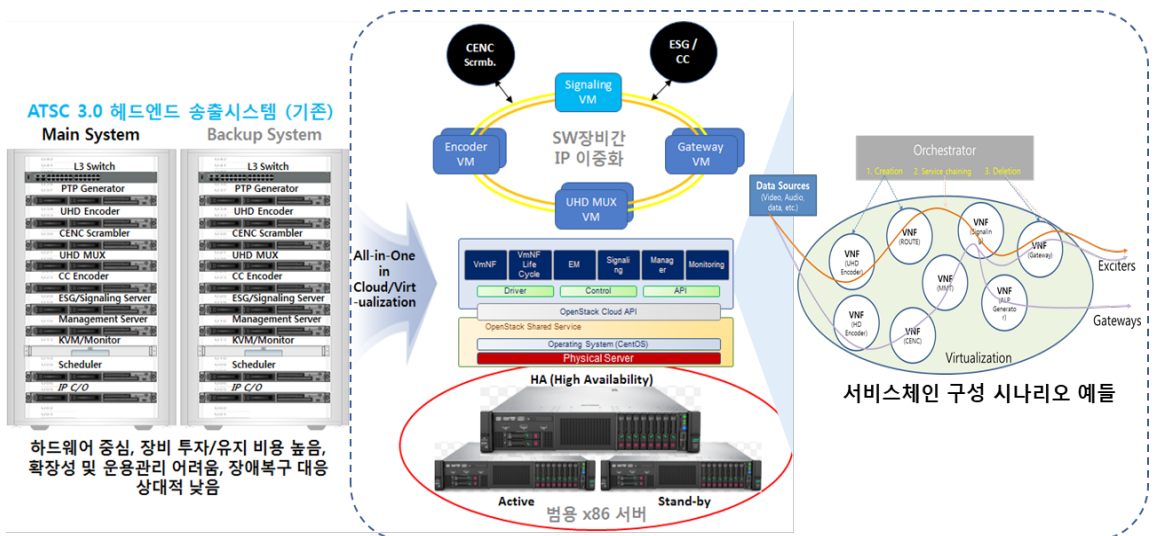 ATSC 3.0 헤드엔드 송출시스템 (기존)
Main System
Backup System
L3 Switch
PTP Generator
UHD Encoder
CENC Scrambler
UHD MUX
CC Encoder
ESG/Signaling Server
Management Server
KVM/Monitor
Scheduler
IP C/O
L3 Switch
PTP Generator
UHD Encoder
CENC Scrambler
UHD MUX
CC Encoder
ESG/Signaling Server
Management Server
KVM/Monitor
Scheduler
IP C/O
하드웨어 중심, 장비 투자/유지 비용 높음,
확장성 및 운용관리 어려움, 장애복구 대응
상대적 낮음
All-in-One
in
Cloud/Virt
-ualization
CENC
Scrmb.
ESG /
CC
Signaling
VM
Encoder
VM
SW장비간
IP 이중화
Gateway
VM
UHD MUX
VM
VmNF
VmNF
Life
Cycle
EM
Signali
ng
Manag
er
Monitoring
Driver
Control
API
OpenStack Cloud API
OpenStack Shared Service
Operating System (CentOS)
Physical Server
HA (High Availability)
Active
Stand-by
범용 x86 서버
Data Sources
(Video, Audio,
data, etc.)
Orchestrator
1. Creation
2. Service chaining
3. Deletion
VNF
(UHD
Encoder)
VNF
(ROUTE)
VNF
(Signalin
g)
VNF
(Gateway)
VNF
(MMT)
VNF
(ALP
Generato
r)
VNF
(HD
Encoder)
VNF
(CENC)
Virtualization
Exciters
Gateways
서비스체인 구성 시나리오 예들